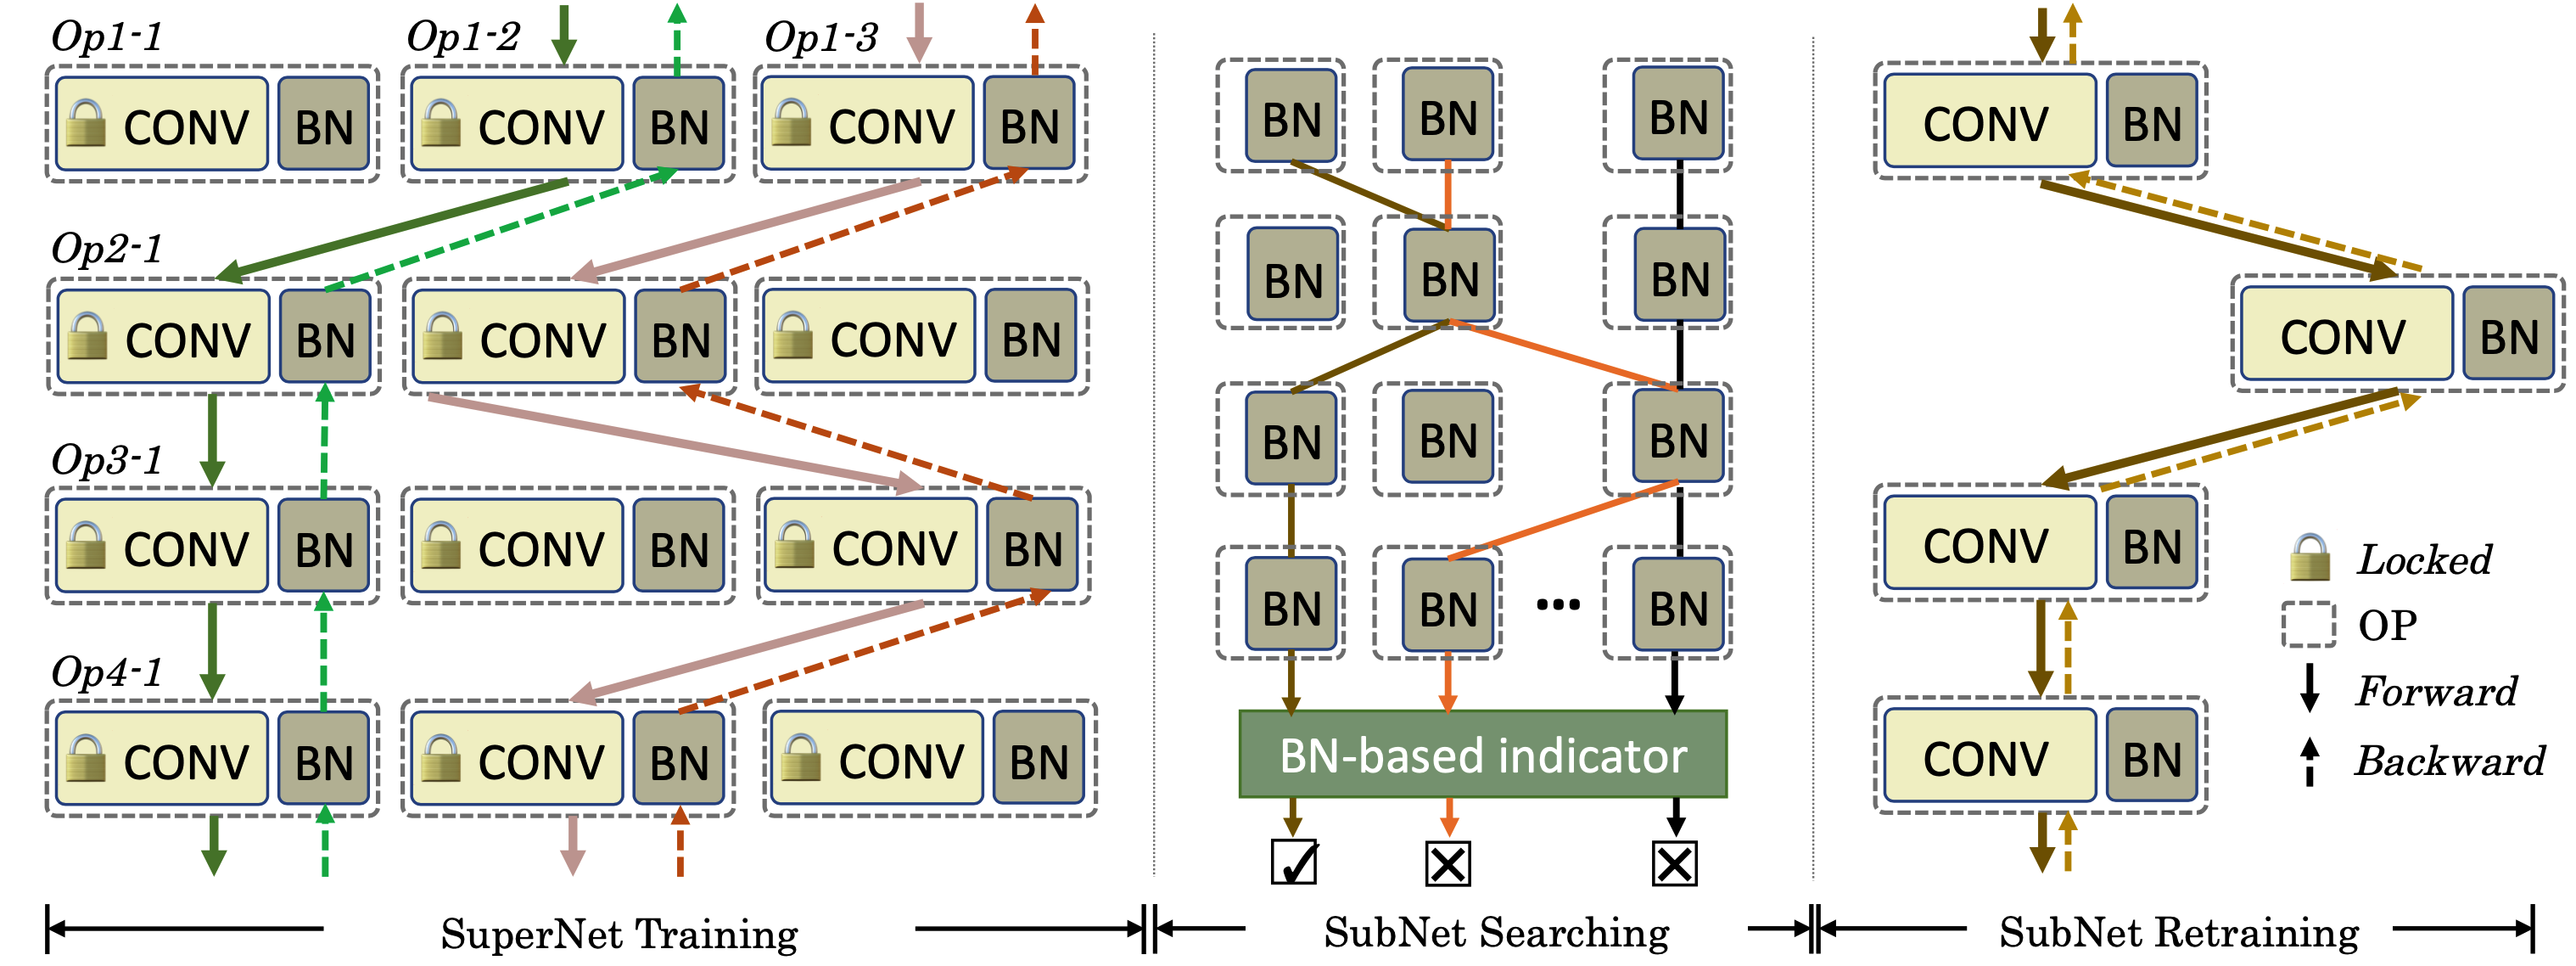 Op1-1 Op1-2 Op1-3
CONV BN CONV BN CONV BN
Op2-1
CONV BN CONV BN CONV BN
Op3-1
CONV BN CONV BN CONV BN
Op4-1
CONV BN CONV BN CONV BN
SuperNet Training
BN BN BN
BN BN BN
BN BN BN
BN BN ... BN
BN-based indicator
SubNet Searching
CONV BN
CONV BN
CONV BN
CONV BN
Locked
OP
Forward
Backward
SubNet Retraining